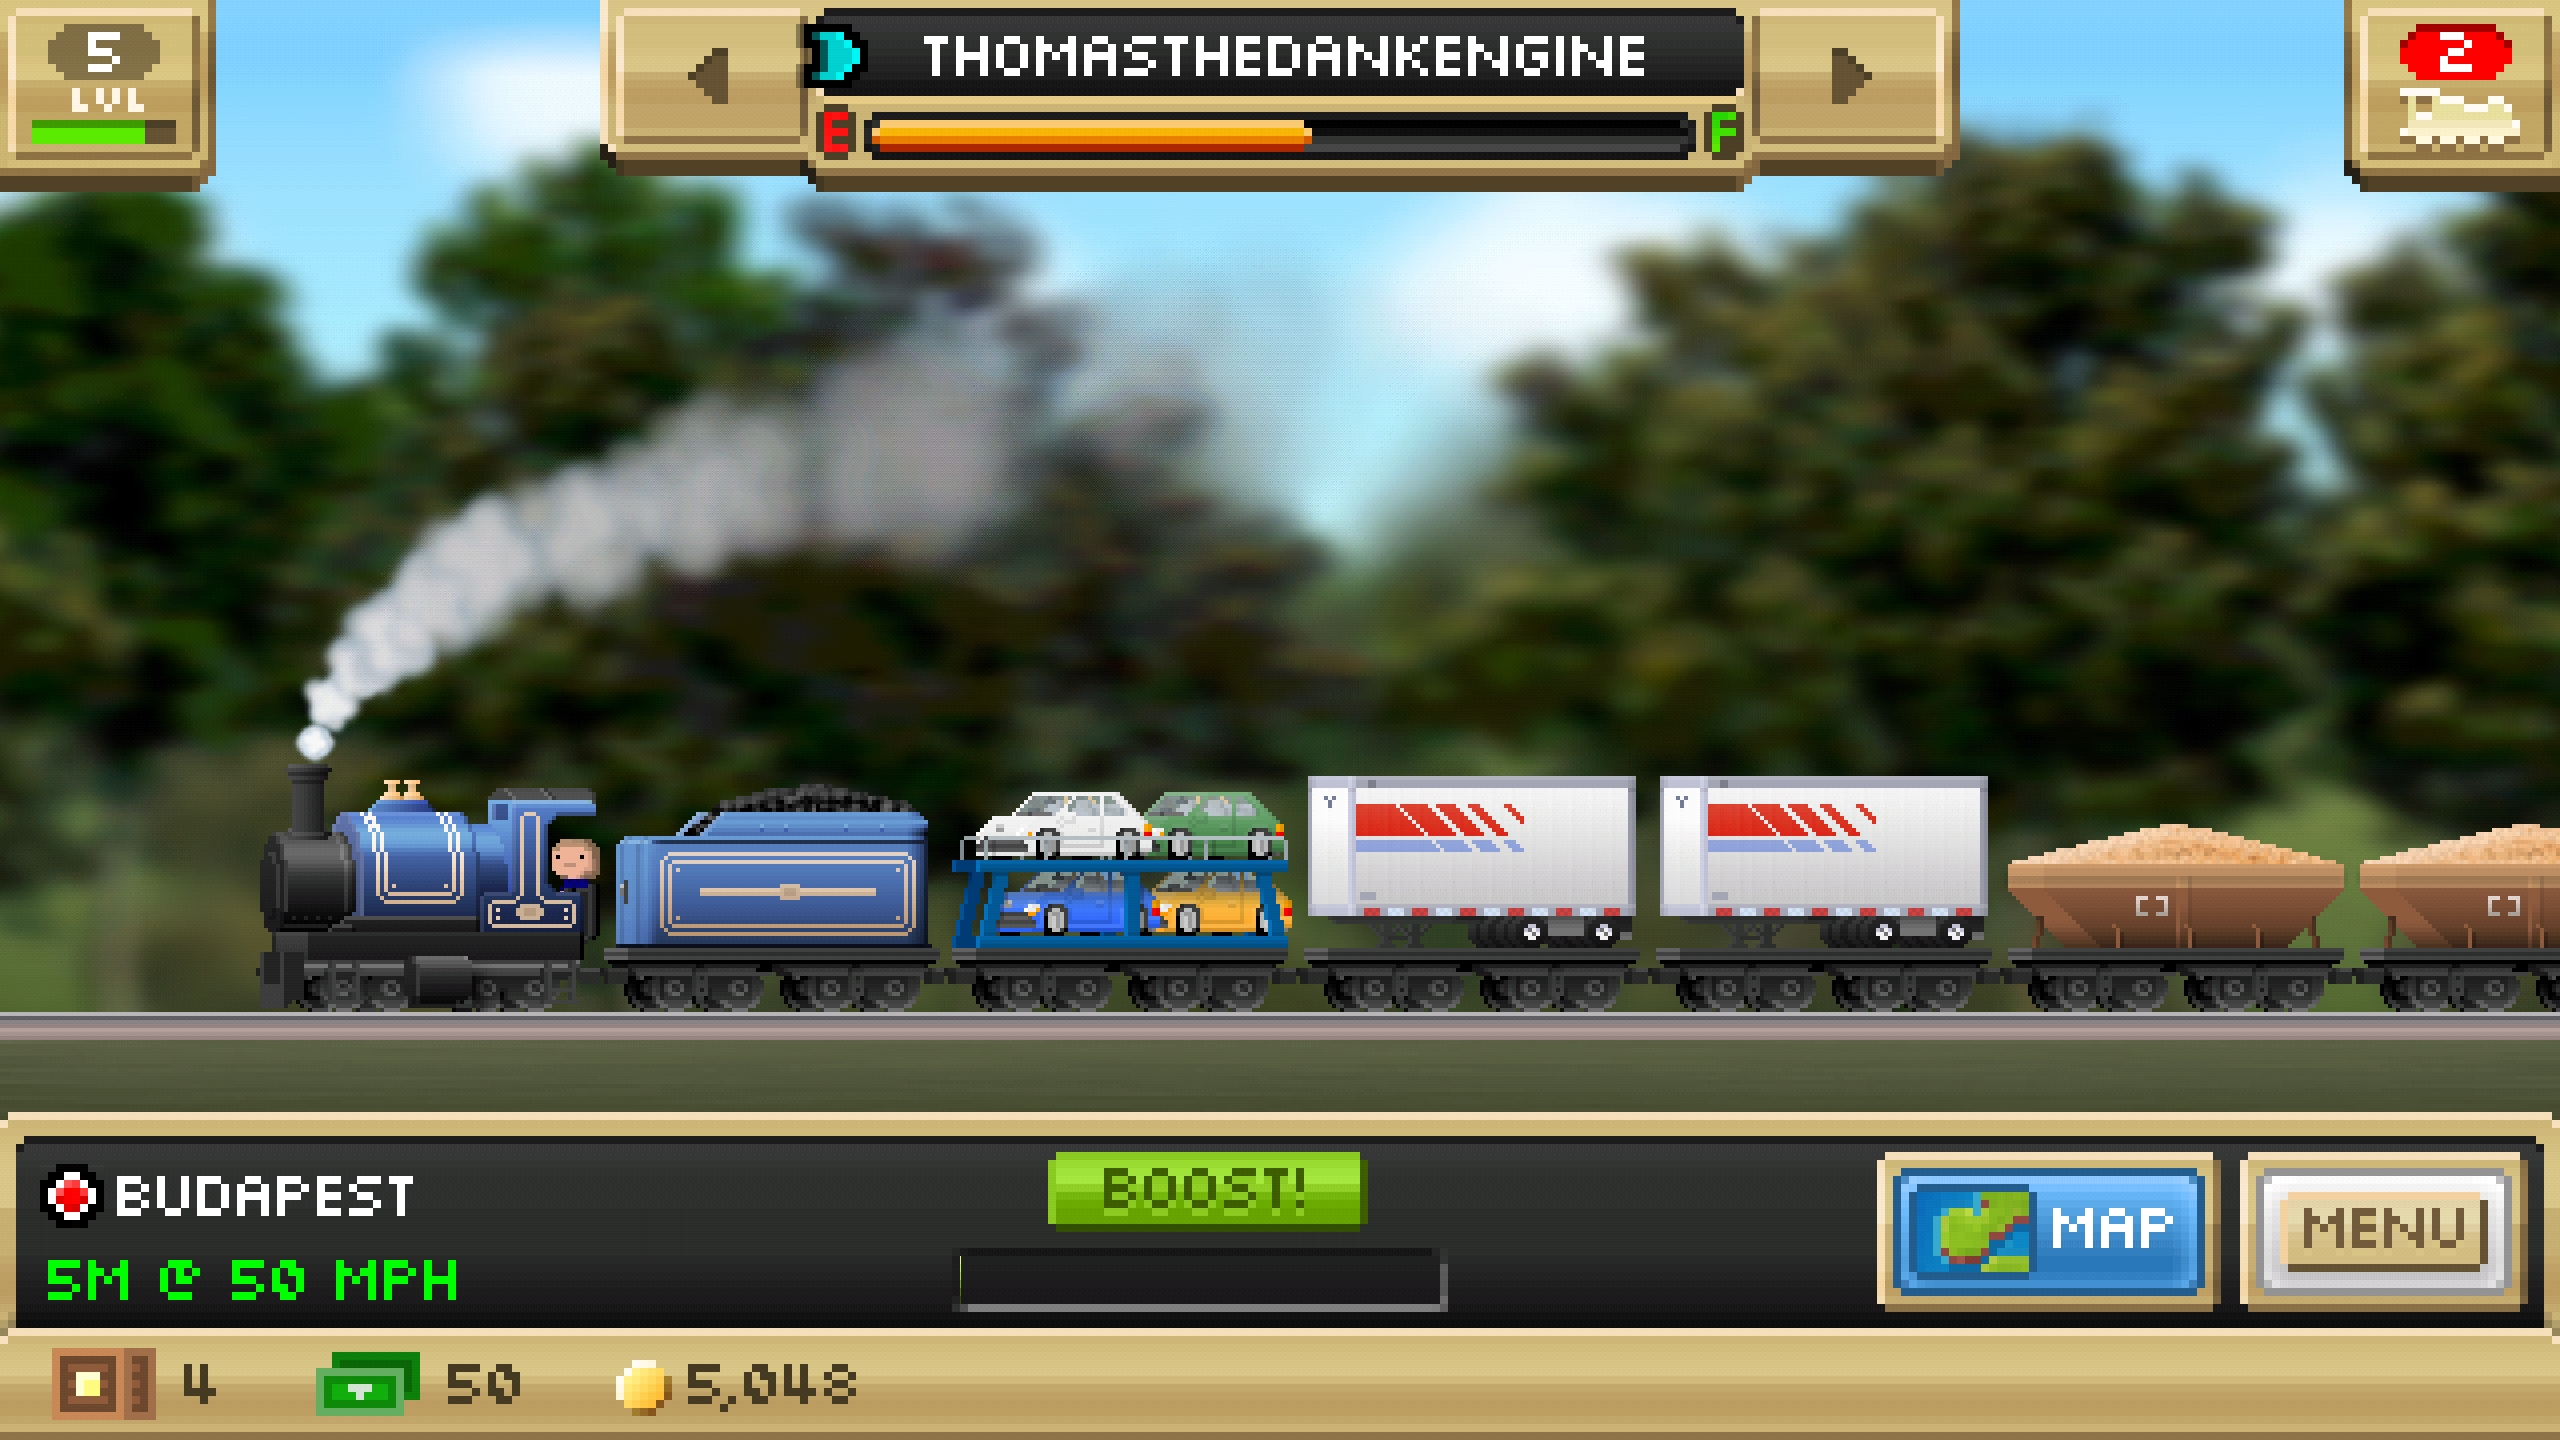 5
LVL
THOMASTHEDANKENGINE
E F
2
BUDAPEST
5M @ 50 MPH
BOOST!
MAP
MENU
4 50 5,048